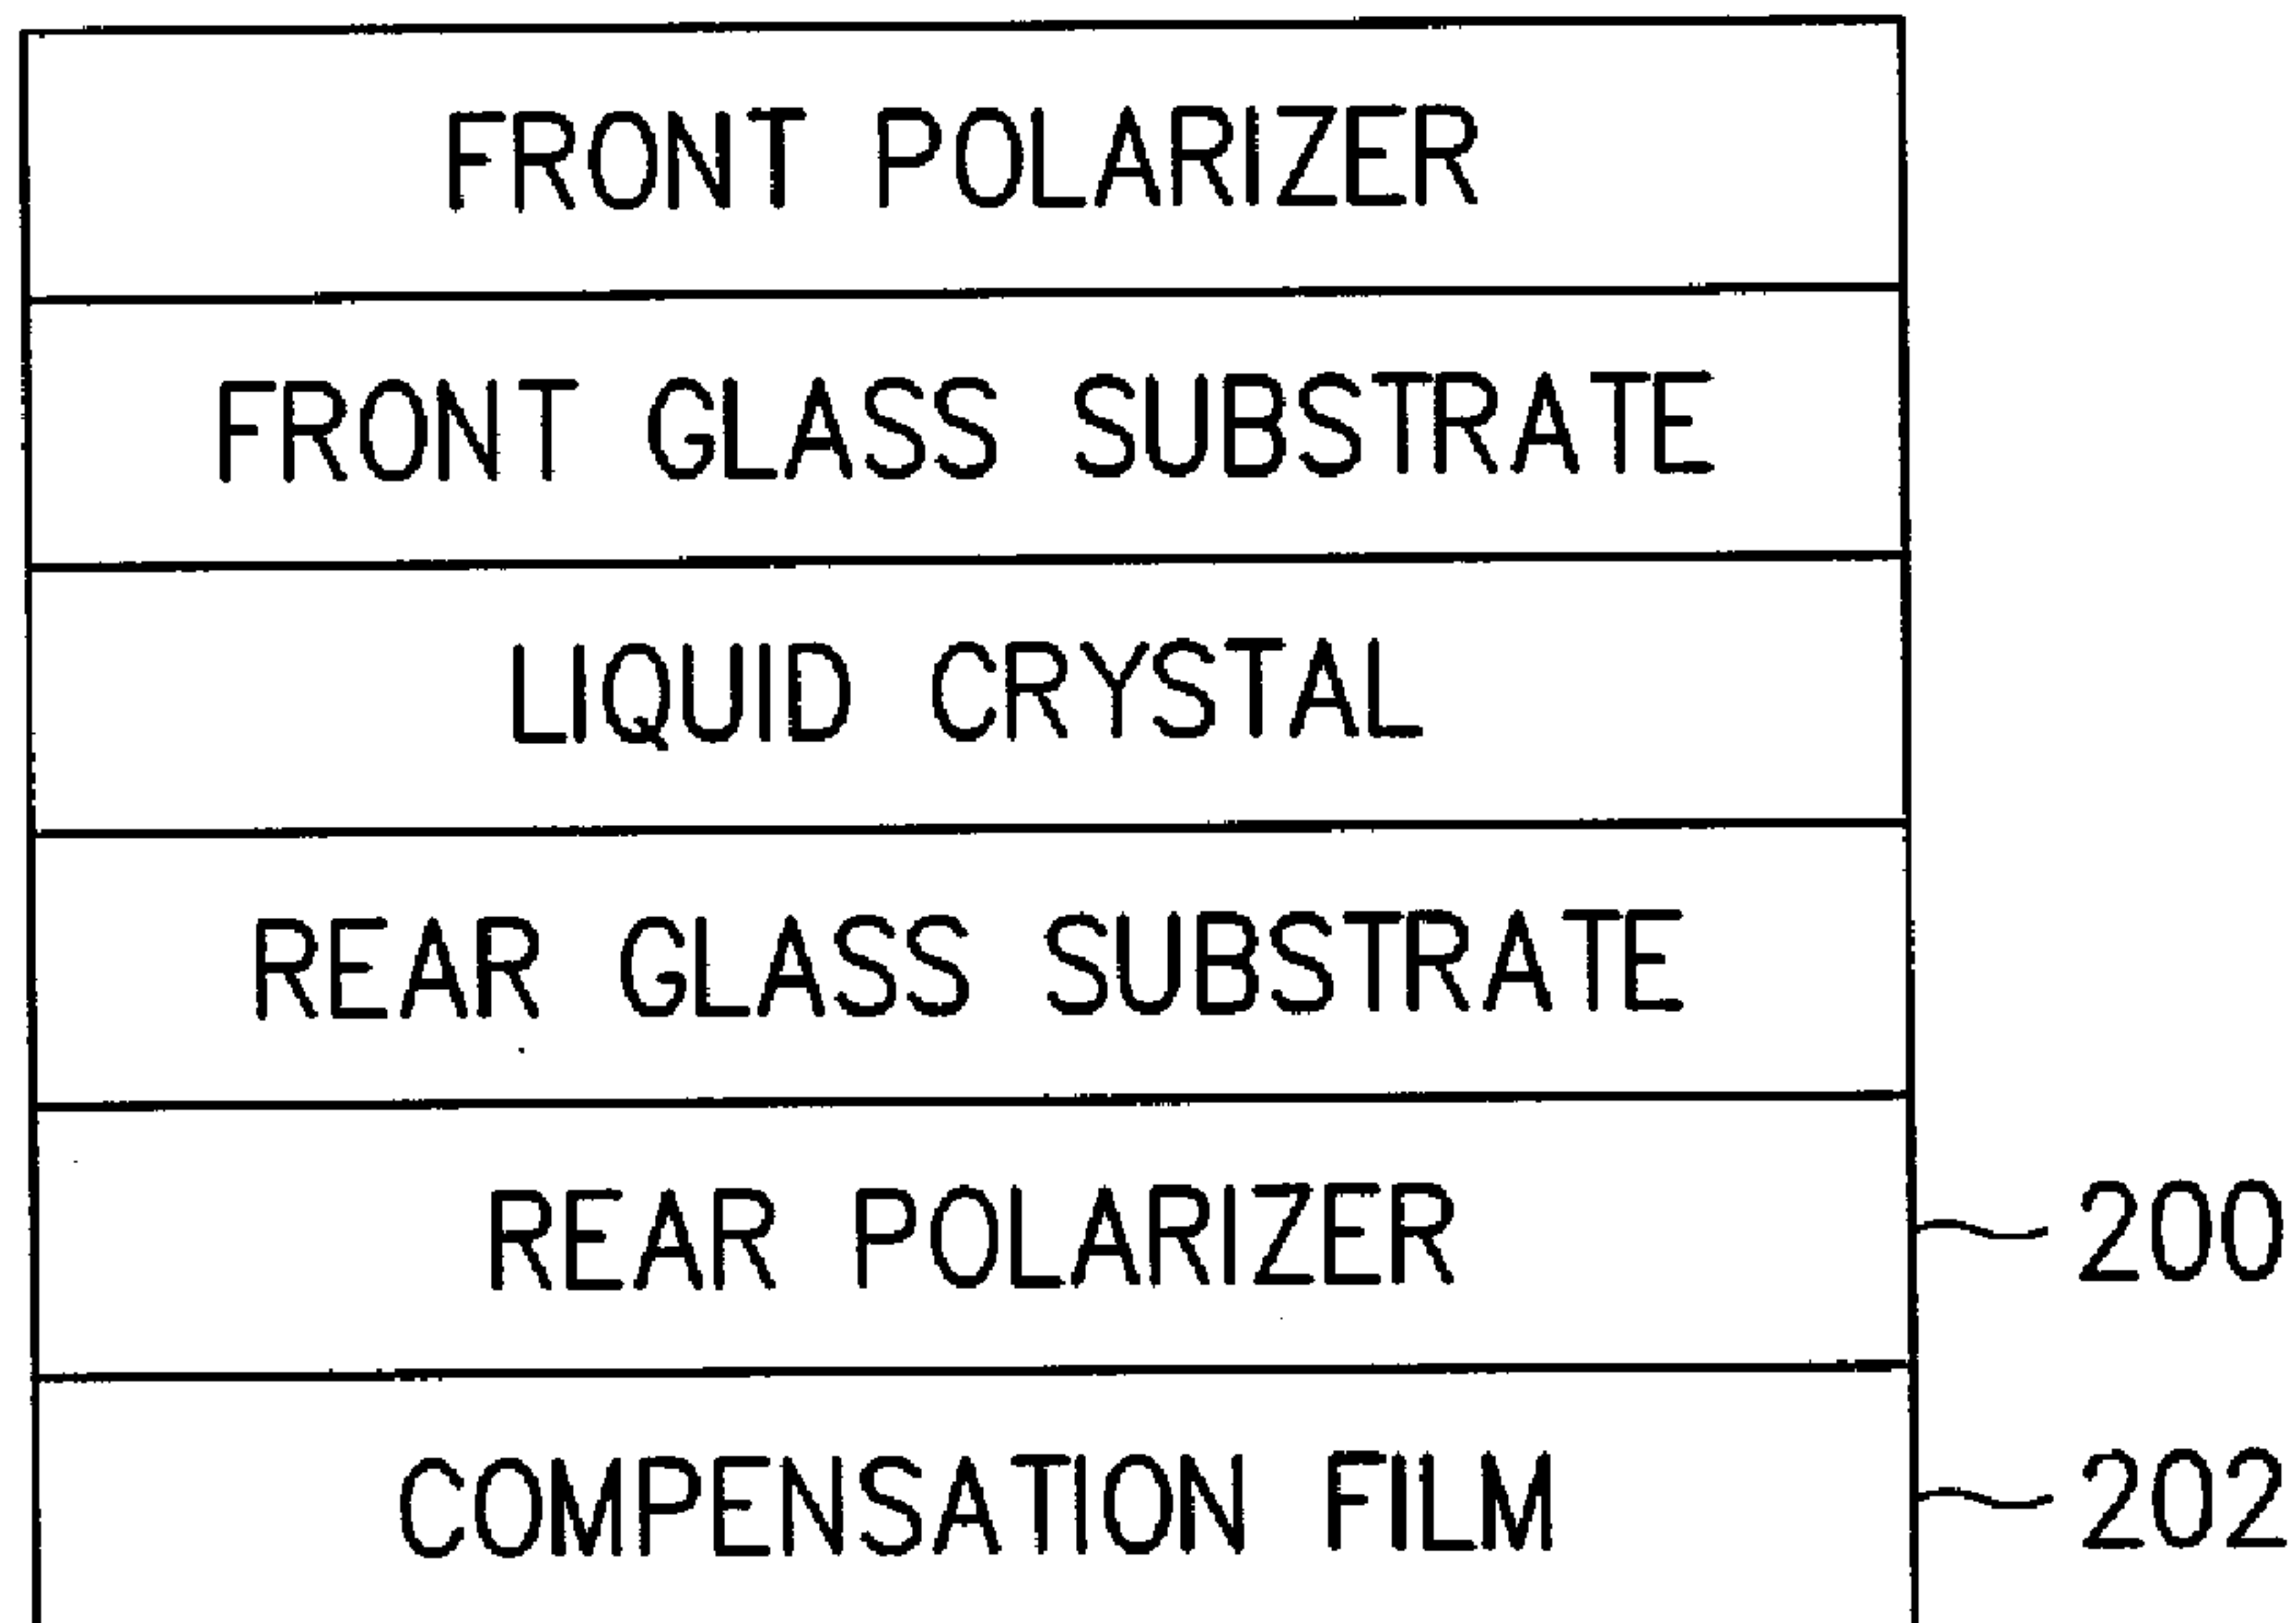 FRONT POLARIZER
FRONT GLASS SUBSTRATE
LIQUID CRYSTAL
REAR GLASS SUBSTRATE
REAR POLARIZER 200
COMPENSATION FILM 202